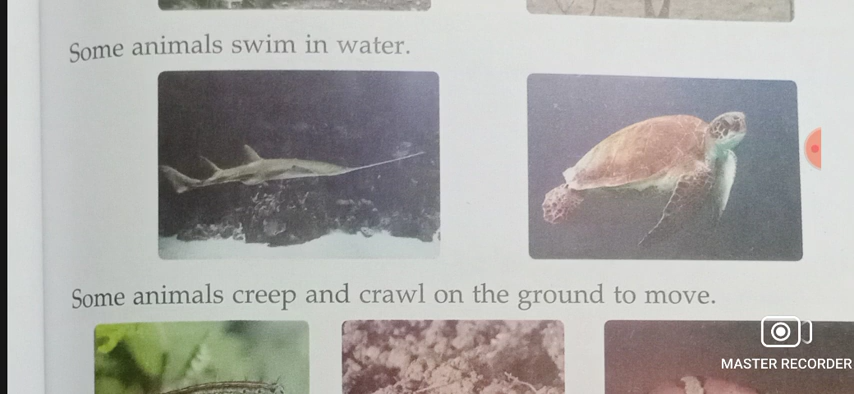 Some animals swim in water.
Some animals creep and crawl on the ground to move.
MASTER RECORDER